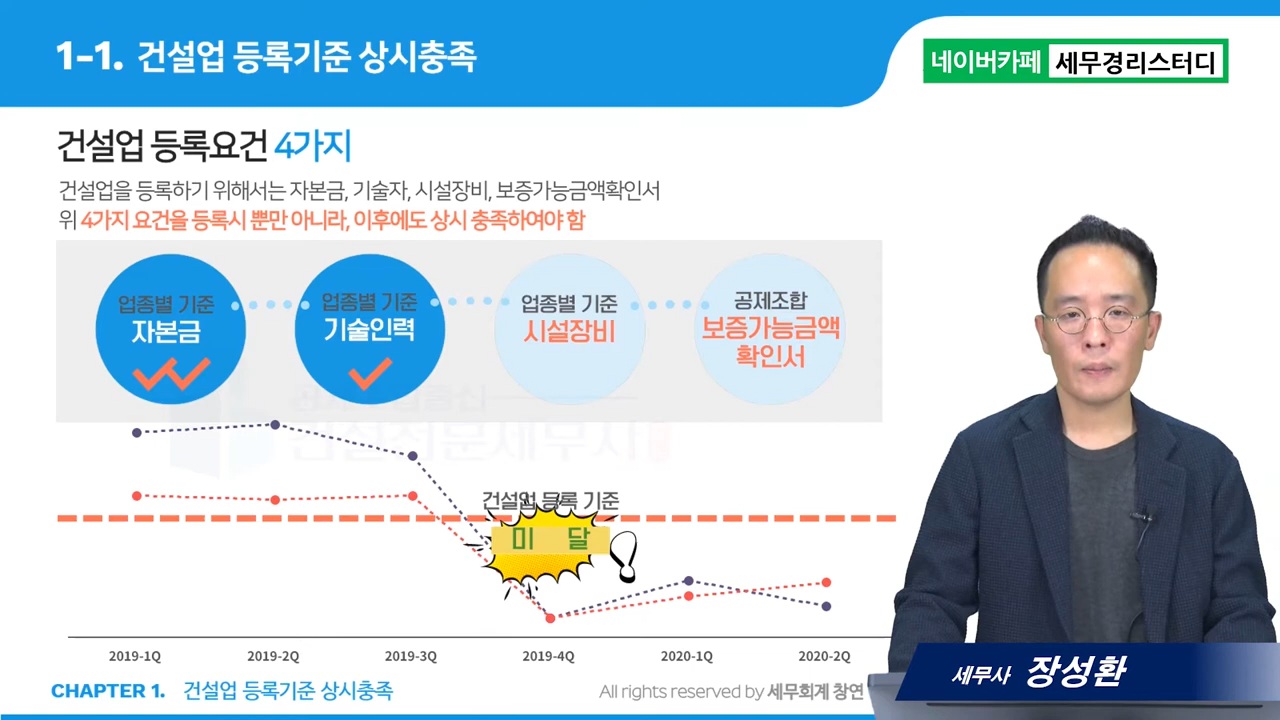 1-1. 건설업 등록기준 상시충족
네이버카페 세무경리스터디
건설업 등록요건 4가지
건설업을 등록하기 위해서는 자본금, 기술자, 시설장비, 보증가능금액확인서
위 4가지 요건을 등록시 뿐만 아니라, 이후에도 상시 충족하여야 함
업종별 기준
자본금
업종별 기준
기술인력
업종별 기준
시설장비
공제조합
보증가능금액
확인서
건설전문세무사
건설업 등록 기준
미 달
2019-1Q 2019-2Q 2019-3Q 2019-4Q 2020-1Q 2020-2Q
CHAPTER 1. 건설업 등록기준 상시충족
All rights reserved by 세무회계 창연
세무사 장성환